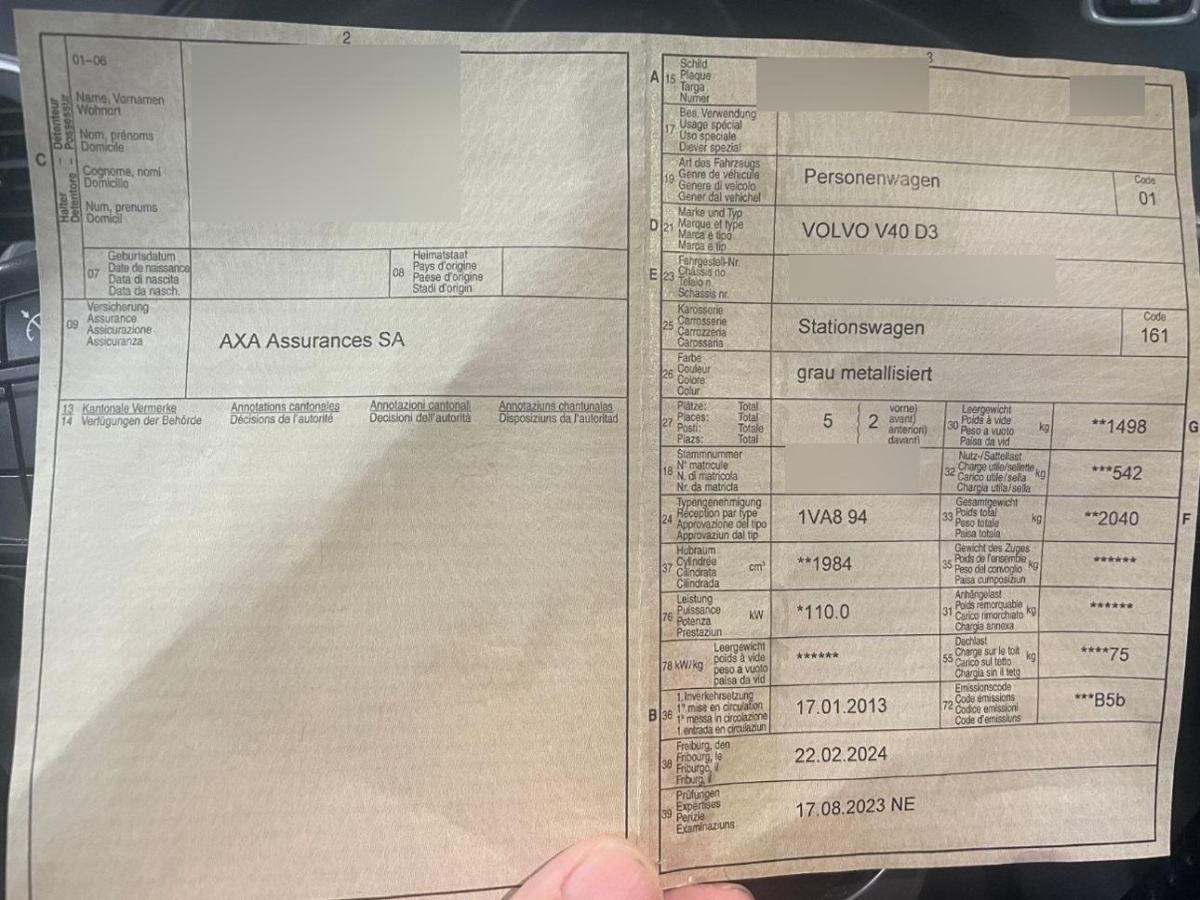 2
01-06
Name, Vornamen
Wohnort
Nom, prénoms
Domicile
Cognome, nomi
Domicilio
Num, prenums
Domicil
C
Halter - Détenteur
Detentore - Possessur
07
Geburtsdatum
Date de naissance
Data di nascita
Data da nasch.
08
Heimatstaat
Pays d'origine
Paese d'origine
Stadi d'origin
09
Versicherung
Assurance
Assicurazione
Assicuranza
AXA Assurances SA
13 Kantonale Vermerke Annotations cantonales Annotazioni cantonali Annotaziuns chantunalas
14 Verfügungen der Behörde Décisions de l'autorité Decisioni dell'autorità Disposiziuns da l'autoritad
3
A 15
Schild
Plaque
Targa
Numer
17
Bes. Verwendung
Usage spécial
Uso speciale
Diever spezial
19
Art des Fahrzeugs
Genre de véhicule
Genere di veicolo
Gener dal vehichel
Personenwagen
Code
01
D 21
Marke und Typ
Marque et type
Marca e tipo
Marca e tip
VOLVO V40 D3
E 23
Fahrgestell-Nr.
Châssis no
Telaio n.
Schassis nr.
25
Karosserie
Carrosserie
Carrozzeria
Carossaria
Stationswagen
Code
161
26
Farbe
Couleur
Colore
Colur
grau metallisiert
27
Plätze: Total
Places: Total
Posti: Totale
Plazs: Total
5 2
vorne)
avant)
anteriori)
davant)
30
Leergewicht
Poids à vide
Peso a vuoto
Paisa da vid
kg
**1498
G
18
Stammnummer
N° matricule
N. di matricola
Nr. da matricla
32
Nutz-/Sattellast
Charge utile/sellette
Carico utile/sella
Chargia utila/sella
kg
***542
24
Typengenehmigung
Réception par type
Approvazione del tipo
Approvaziun dal tip
1VA8 94
33
Gesamtgewicht
Poids total
Peso totale
Paisa totala
kg
**2040
F
37
Hubraum
Cylindrée
Cilindrata
Cilindrada
cm³
**1984
35
Gewicht des Zuges
Poids de l'ensemble
Peso del convoglio
Paisa cumposiziun
kg
******
76
Leistung
Puissance
Potenza
Prestaziun
kW
*110.0
31
Anhängelast
Poids remorquable
Carico rimorchiato
Chargia annexa
kg
******
78 kW/kg
Leergewicht
poids à vide
peso a vuoto
paisa da vid
******
55
Dachlast
Charge sur le toit
Carico sul tetto
Chargia sin il tetg
kg
****75
B 36
1. Inverkehrsetzung
1re mise en circulation
1a messa in circolazione
1. entrada en circulaziun
17.01.2013
72
Emissionscode
Code émissions
Codice emissioni
Code d'emissiuns
***B5b
38
Freiburg, den
Fribourg, le
Friburgo, il
Friburg, il
22.02.2024
39
Prüfungen
Expertises
Perizie
Examinaziuns
17.08.2023 NE